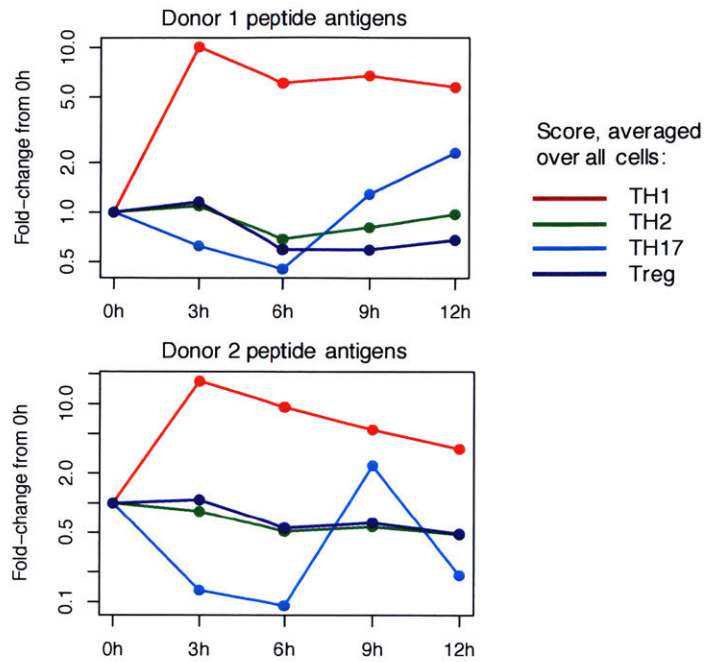 Donor 1 peptide antigens
Fold−change from 0h
10.0
5.0
2.0
1.0
0.5
0h 3h 6h 9h 12h
Score, averaged
over all cells:
TH1
TH2
TH17
Treg
Donor 2 peptide antigens
Fold−change from 0h
10.0
2.0
0.5
0.1
0h 3h 6h 9h 12h